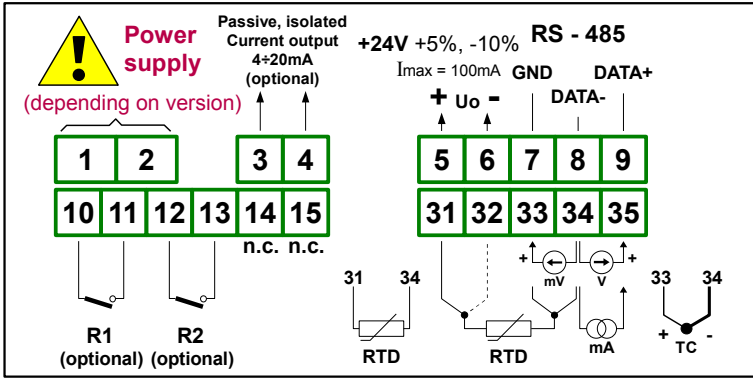 Power
supply
(depending on version)
Passive, isolated
Current output
4÷20mA
(optional)
+24V +5%, -10%
Imax = 100mA
+ Uo -
RS - 485
GND
DATA-
DATA+
1 2 3 4 5 6 7 8 9
10 11 12 13 14 15 31 32 33 34 35
n.c. n.c.
R1
(optional)
R2
(optional)
31 34
RTD
RTD
+ mV
V +
mA
33 34
+ TC -